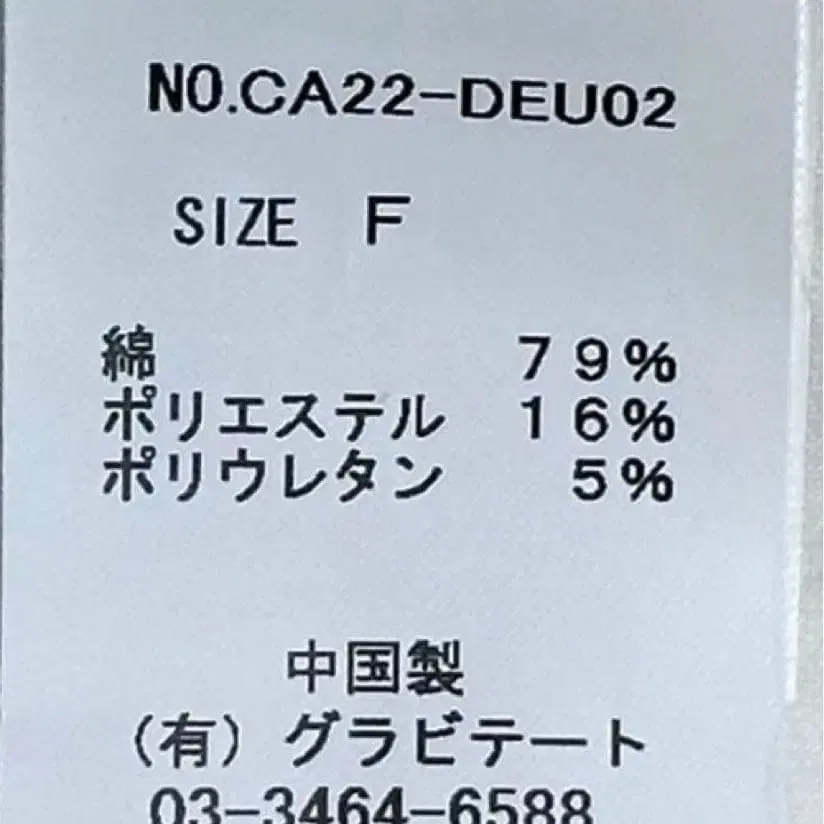 NO.CA22-DEU02
SIZE F
綿 79%
ポリエステル 16%
ポリウレタン 5%
中国製
(有) グラビテート
03-3464-6588